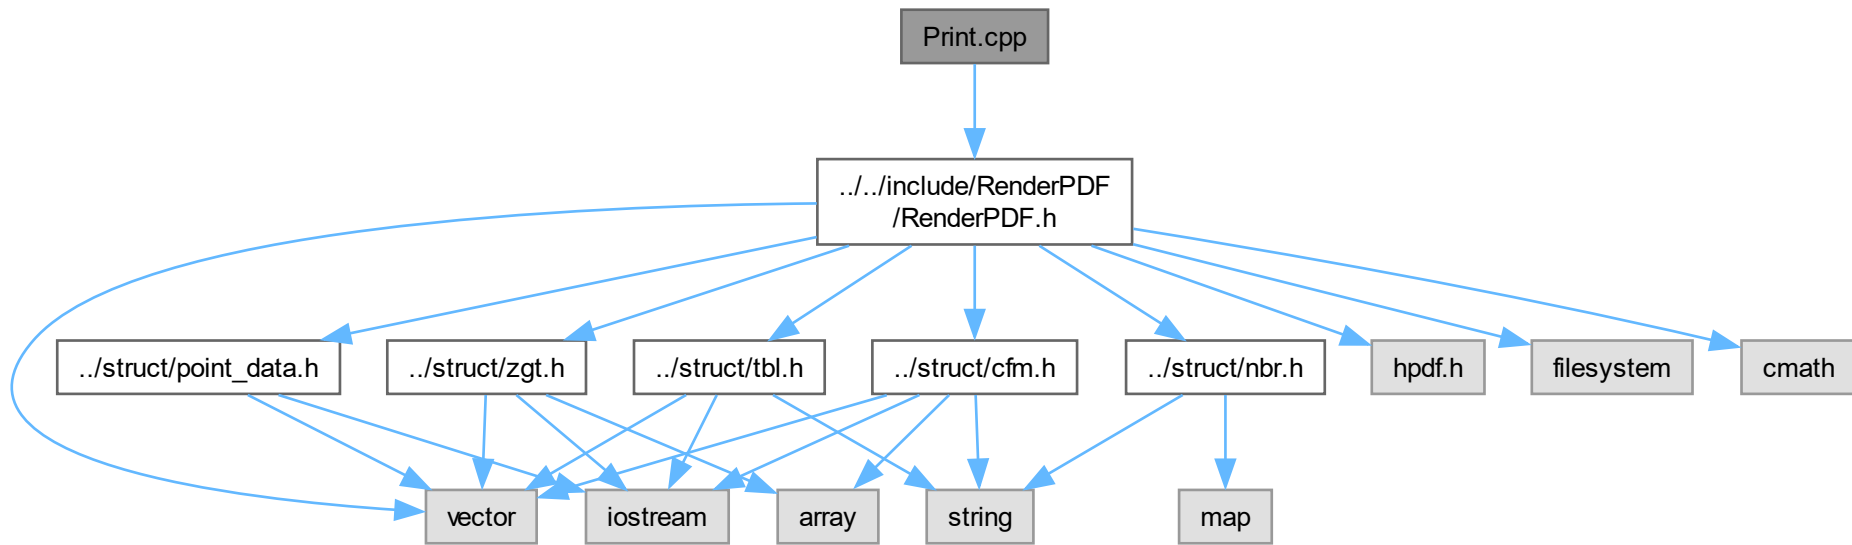 Print.cpp
../../include/RenderPDF
/RenderPDF.h
../struct/point_data.h
../struct/zgt.h
../struct/tbl.h
../struct/cfm.h
../struct/nbr.h
hpdf.h
filesystem
cmath
vector
iostream
array
string
map